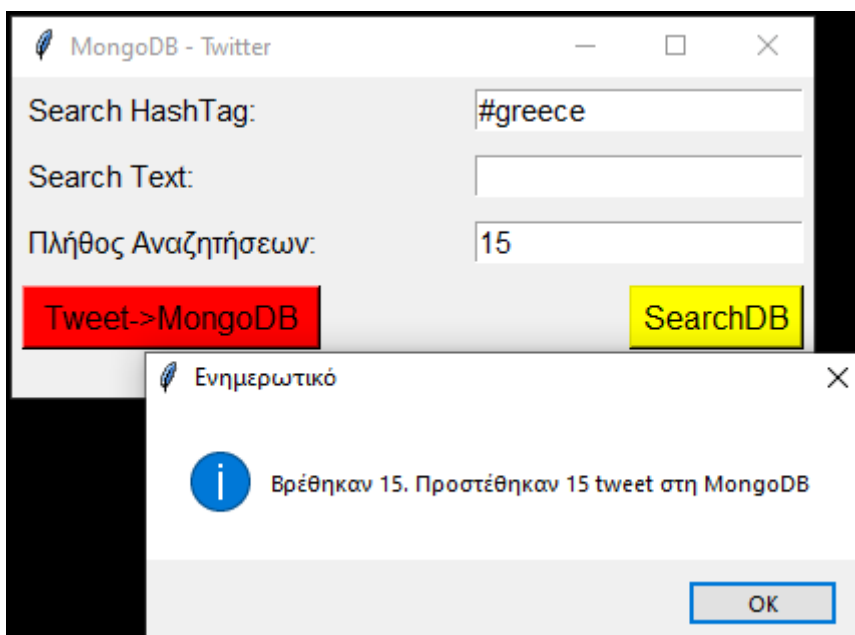 MongoDB - Twitter
Search HashTag: #greece
Search Text:
Πλήθος Αναζητήσεων: 15
Tweet->MongoDB SearchDB
Ενημερωτικό
Βρέθηκαν 15. Προστέθηκαν 15 tweet στη MongoDB
OK